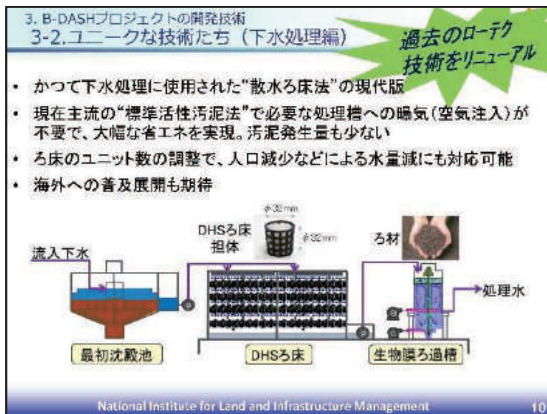 3. B-DASHプロジェクトの開発技術
3-2.ユニークな技術たち（下水処理編）
過去のローテク
技術をリニューアル
• かつて下水処理に使用された“散水ろ床法”の現代版
• 現在主流の“標準活性汚泥法”で必要な処理槽への曝気（空気注入）が
不要で、大幅な省エネを実現。汚泥発生量も少ない
• ろ床のユニット数の調整で、人口減少などによる水量減にも対応可能
• 海外への普及展開も期待
φ32mm
DHSろ床
担体
φ32mm
ろ材
流入下水
処理水
最初沈殿池
DHSろ床
生物膜ろ過槽
National Institute for Land and Infrastructure Management
10